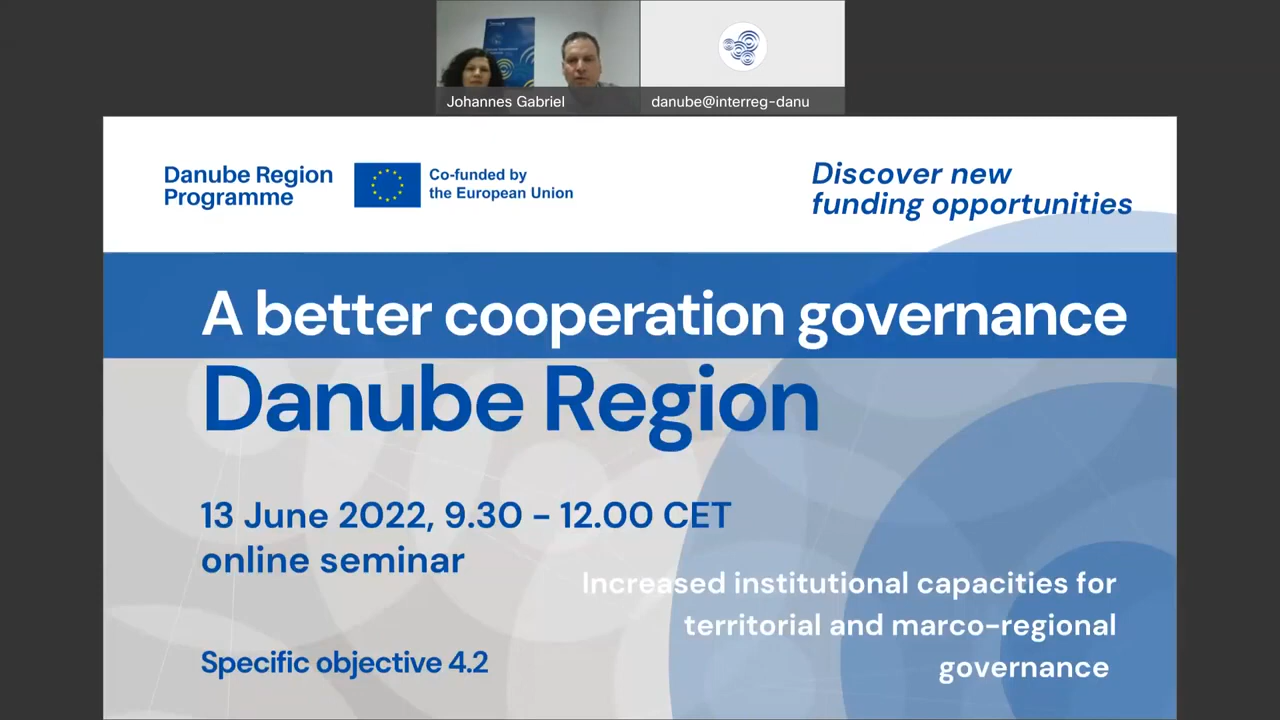 Johannes Gabriel
danube@interreg-danu
Danube Region
Programme
Co-funded by
the European Union
Discover new
funding opportunities
A better cooperation governance
Danube Region
13 June 2022, 9.30 – 12.00 CET
online seminar
Increased institutional capacities for
territorial and marco-regional
governance
Specific objective 4.2